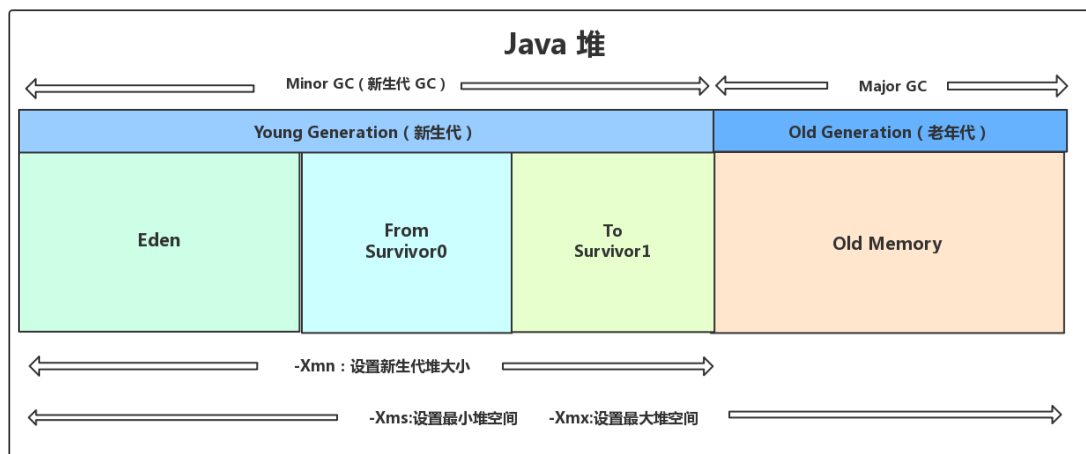 Java 堆
Minor GC（新生代 GC）
Major GC
Young Generation（新生代）
Old Generation（老年代）
Eden
From
Survivor0
To
Survivor1
Old Memory
-Xmn：设置新生代堆大小
-Xms:设置最小堆空间
-Xmx:设置最大堆空间